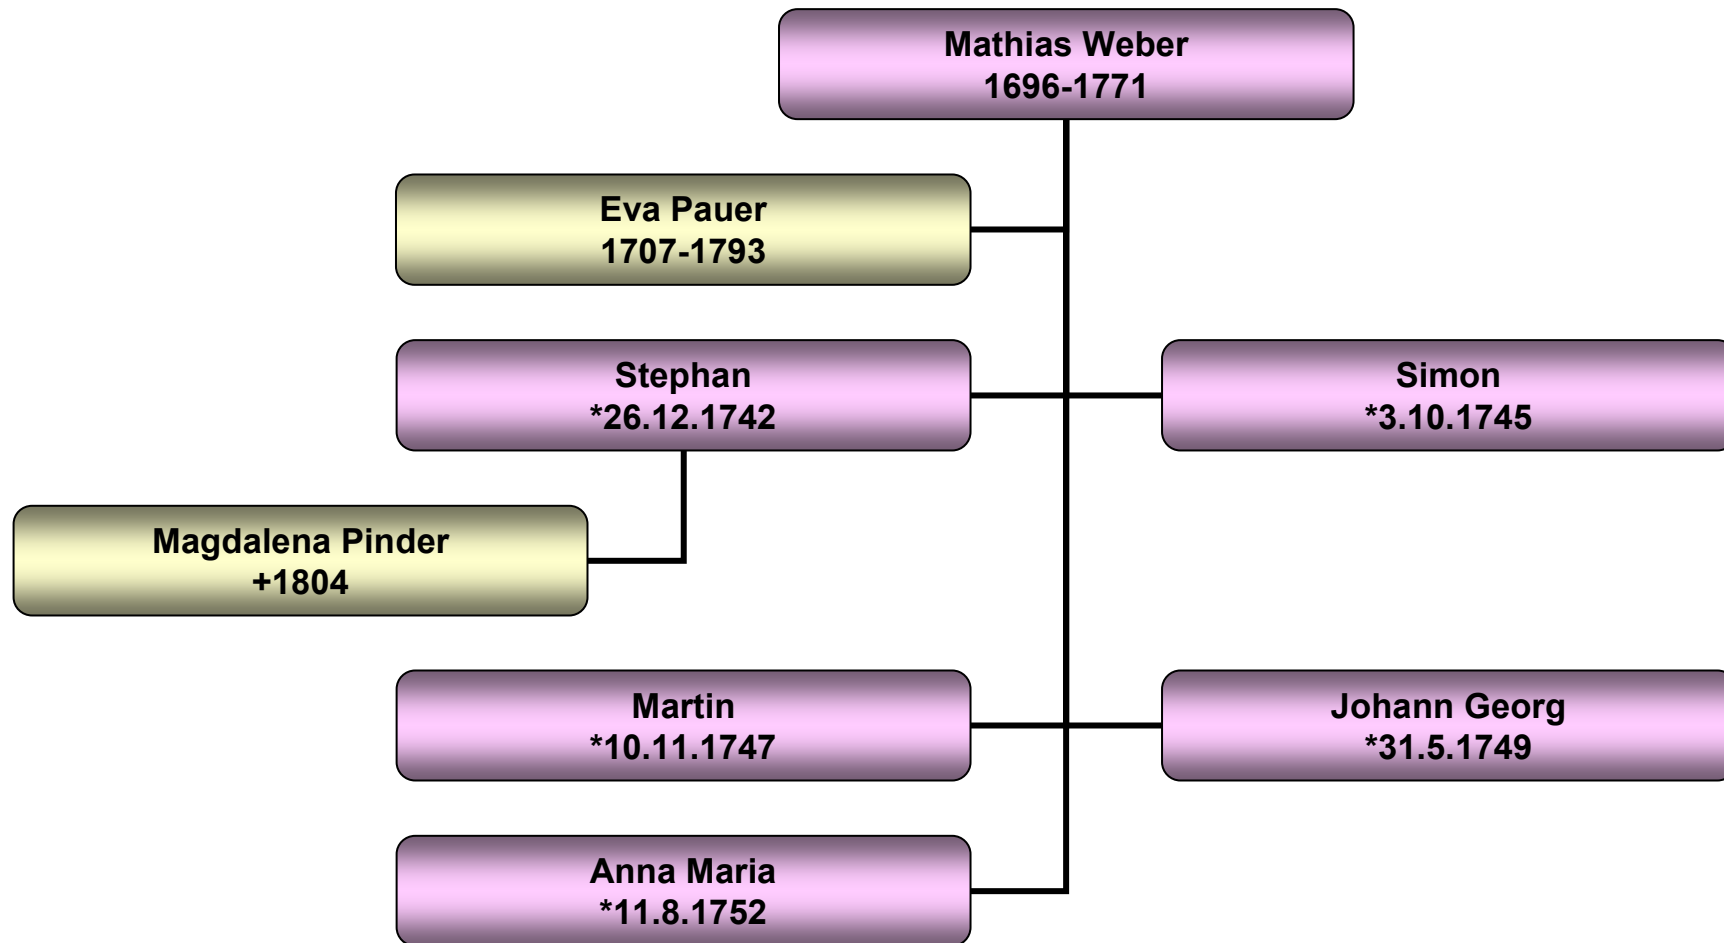 Mathias Weber
1696-1771
Eva Pauer
1707-1793
Stephan
*26.12.1742
Simon
*3.10.1745
Magdalena Pinder
+1804
Martin
*10.11.1747
Johann Georg
*31.5.1749
Anna Maria
*11.8.1752